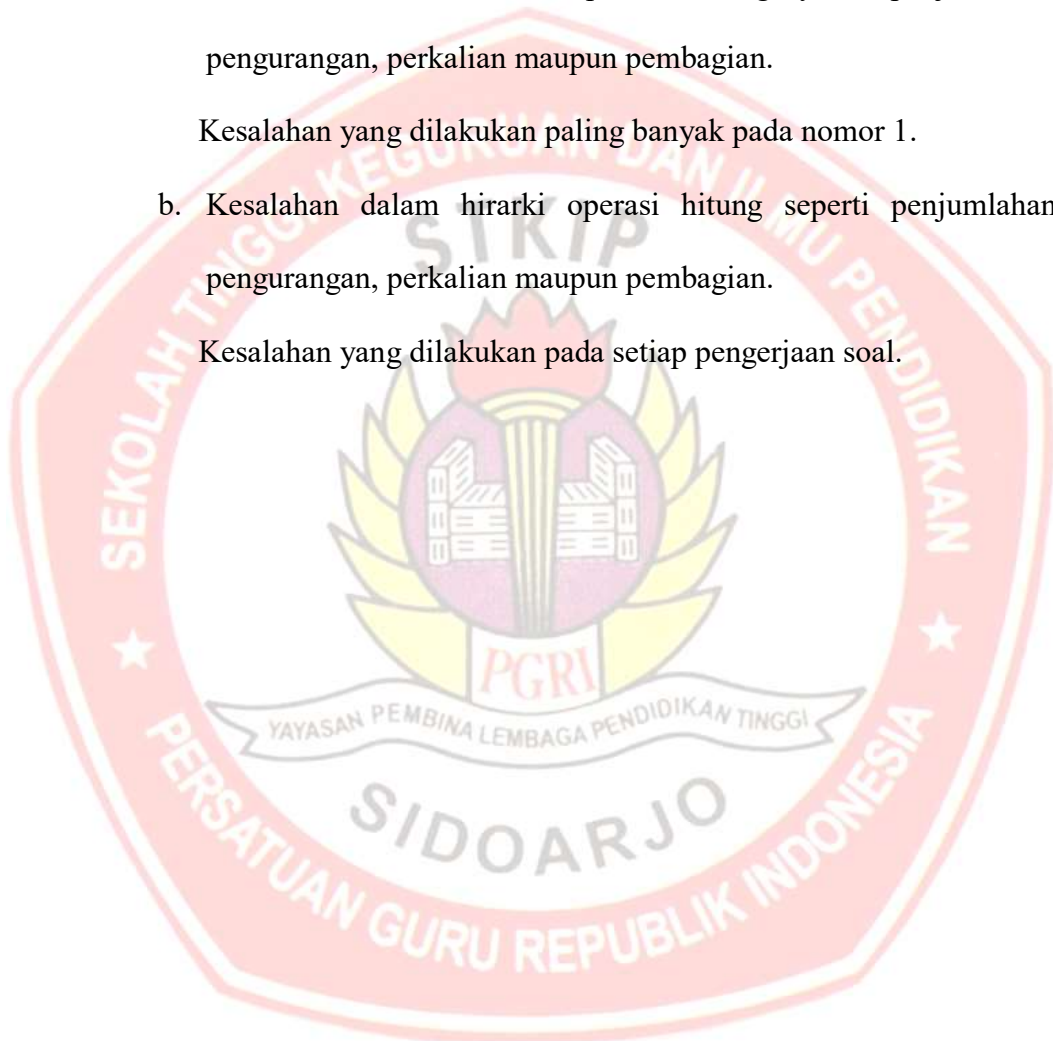 pengurangan, perkalian maupun pembagian.
Kesalahan yang dilakukan paling banyak pada nomor 1.
b. Kesalahan dalam hirarki operasi hitung seperti penjumlahan
pengurangan, perkalian maupun pembagian.
Kesalahan yang dilakukan pada setiap pengerjaan soal.
SEKOLAH TINGGI KEGURUAN DAN ILMU PENDIDIKAN
STKIP
PGRI
YAYASAN PEMBINA LEMBAGA PENDIDIKAN TINGGI
SIDOARJO
PERSATUAN GURU REPUBLIK INDONESIA